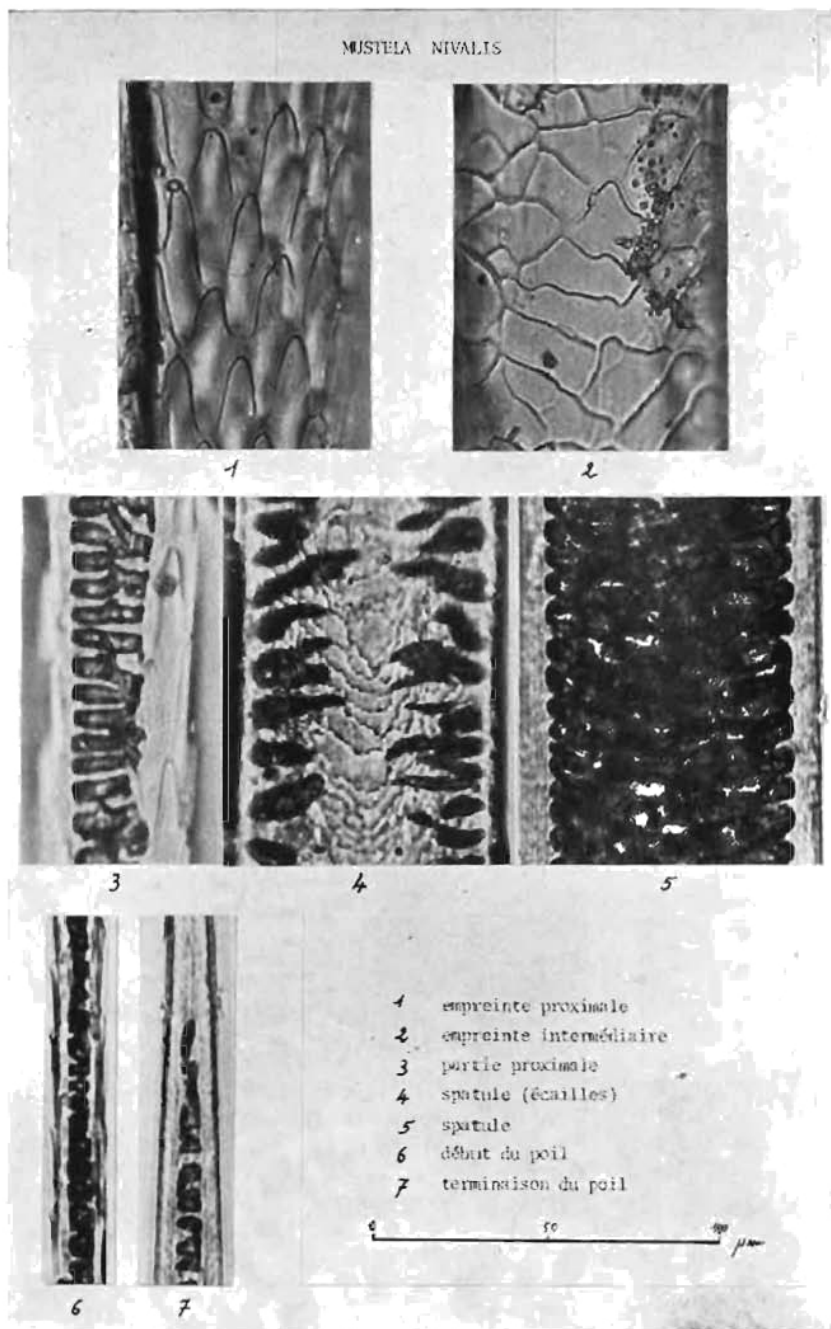 MUSTELA NIVALIS
1
2
3
4
5
1 empreinte proximale
2 empreinte intermédiaire
3 partie proximale
4 spatule (écailles)
5 spatule
6 début du poil
7 terminaison du poil
0 50 100 µm
6
7